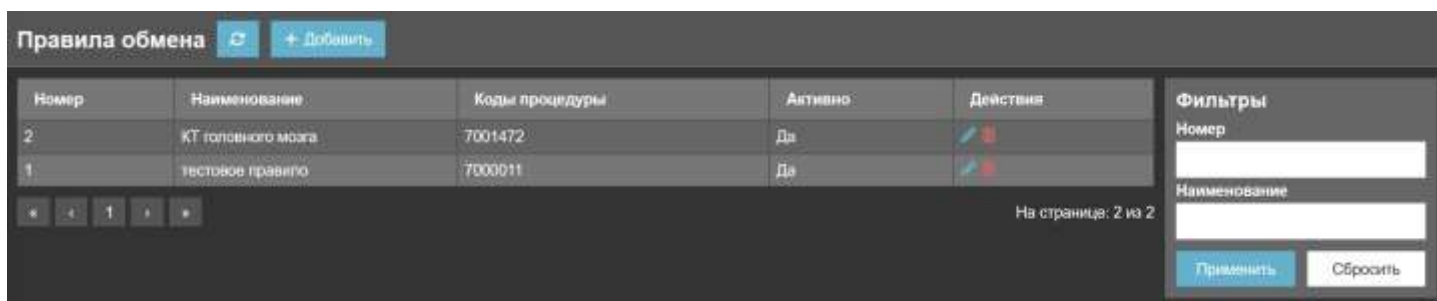 Правила обмена + Добавить
Номер Наименование Коды процедуры Активно Действия
2 КТ головного мозга 7001472 Да
1 тестовое правило 7000011 Да
« ‹ 1 › » На странице: 2 из 2
Фильтры
Номер
Наименование
Применить Сбросить